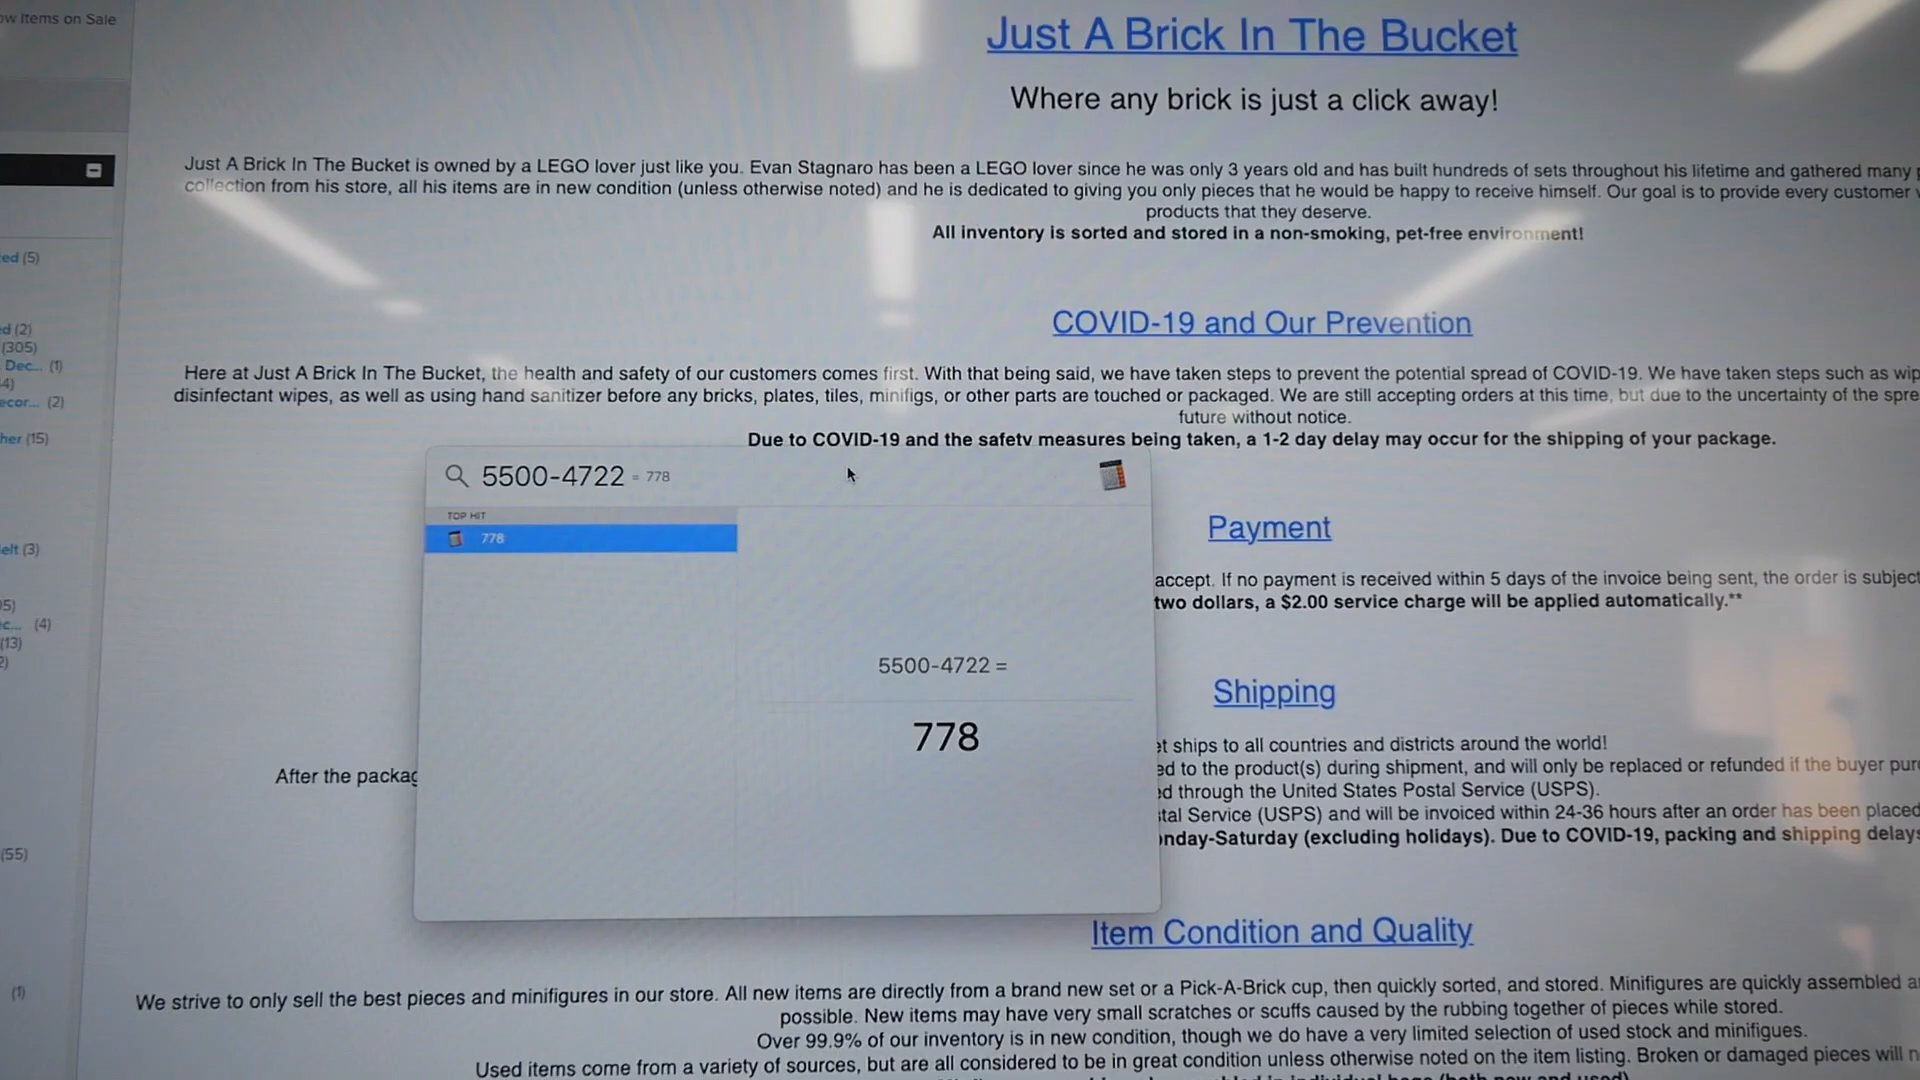 ow Items on Sale
Just A Brick In The Bucket
Where any brick is just a click away!
Just A Brick In The Bucket is owned by a LEGO lover just like you. Evan Stagnaro has been a LEGO lover since he was only 3 years old and has built hundreds of sets throughout his lifetime and gathered many
collection from his store, all his items are in new condition (unless otherwise noted) and he is dedicated to giving you only pieces that he would be happy to receive himself. Our goal is to provide every customer
products that they deserve.
All inventory is sorted and stored in a non-smoking, pet-free environment!
ed (5)
d (2)
(305)
Dec... (1)
4)
ecor... (2)
her (15)
elt (3)
05)
c... (4)
(13)
2)
(55)
(1)
COVID-19 and Our Prevention
Here at Just A Brick In The Bucket, the health and safety of our customers comes first. With that being said, we have taken steps to prevent the potential spread of COVID-19. We have taken steps such as wip
disinfectant wipes, as well as using hand sanitizer before any bricks, plates, tiles, minifigs, or other parts are touched or packaged. We are still accepting orders at this time, but due to the uncertainty of the spre
future without notice.
Due to COVID-19 and the safety measures being taken, a 1-2 day delay may occur for the shipping of your package.
5500-4722 = 778
TOP HIT
778
5500-4722 =
778
Payment
accept. If no payment is received within 5 days of the invoice being sent, the order is subject
two dollars, a $2.00 service charge will be applied automatically.**
Shipping
et ships to all countries and districts around the world!
After the packag
ed to the product(s) during shipment, and will only be replaced or refunded if the buyer pur
ed through the United States Postal Service (USPS).
stal Service (USPS) and will be invoiced within 24-36 hours after an order has been placed
onday-Saturday (excluding holidays). Due to COVID-19, packing and shipping delays
Item Condition and Quality
We strive to only sell the best pieces and minifigures in our store. All new items are directly from a brand new set or a Pick-A-Brick cup, then quickly sorted, and stored. Minifigures are quickly assembled a
possible. New items may have very small scratches or scuffs caused by the rubbing together of pieces while stored.
Over 99.9% of our inventory is in new condition, though we do have a very limited selection of used stock and minifigues.
Used items come from a variety of sources, but are all considered to be in great condition unless otherwise noted on the item listing. Broken or damaged pieces will n